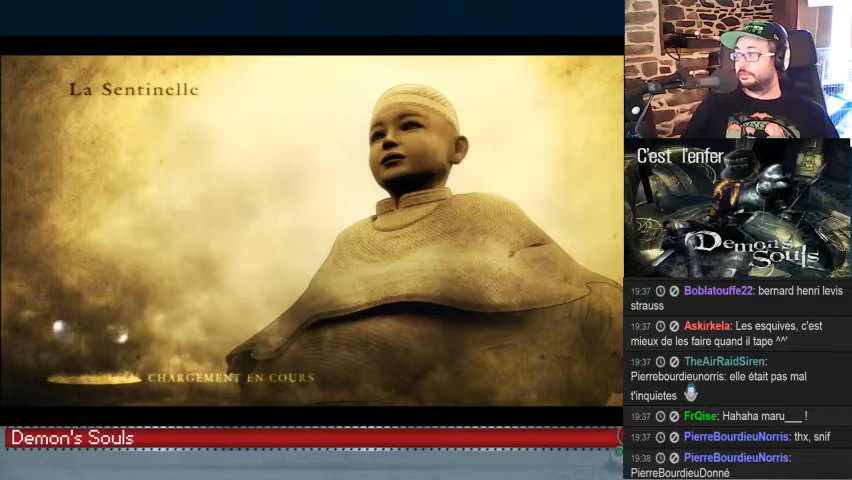 La Sentinelle
CHARGEMENT EN COURS
Demon's Souls
C'est l'enfer
Demon's
Souls
19:37 Boblatouffe22: bernard henri levis
strauss
19:37 Askirkela: Les esquives, c'est
mieux de les faire quand il tape ^^'
19:37 TheAirRaidSiren:
Pierrebourdieunorris: elle était pas mal
t'inquietes
19:37 FrQise: Hahaha maru___ !
19:37 PierreBourdieuNorris: thx, snif
19:38 PierreBourdieuNorris:
PierreBourdieuDonné